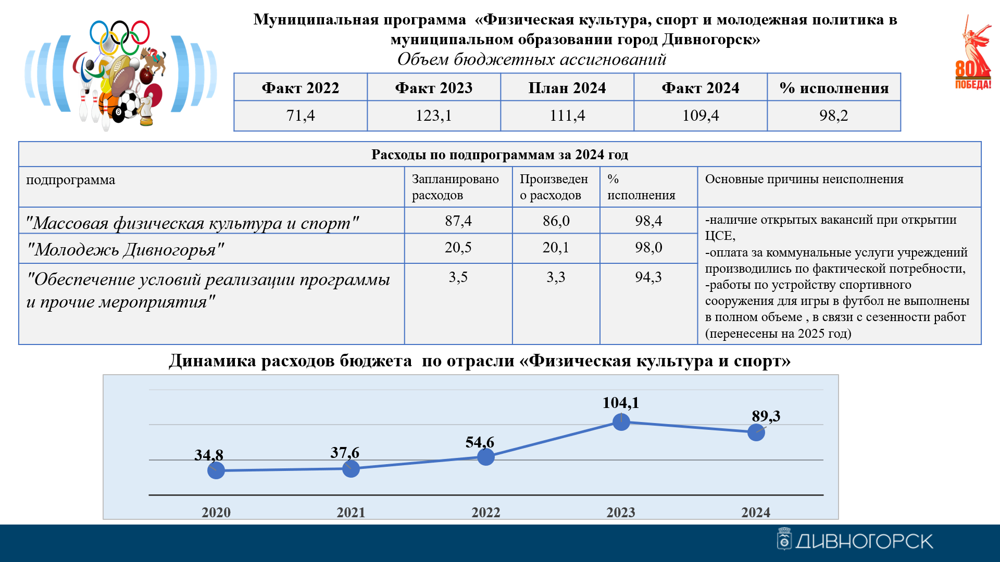 Муниципальная программа «Физическая культура, спорт и молодежная политика в
муниципальном образовании город Дивногорск»
Объем бюджетных ассигнований
80
ПОБЕДА!
Факт 2022 Факт 2023 План 2024 Факт 2024 % исполнения
71,4 123,1 111,4 109,4 98,2
8
Расходы по подпрограммам за 2024 год
подпрограмма
Запланировано
расходов
Произведен
о расходов
%
исполнения
Основные причины неисполнения
"Массовая физическая культура и спорт" 87,4 86,0 98,4
"Молодежь Дивногорья" 20,5 20,1 98,0
"Обеспечение условий реализации программы
и прочие мероприятия"
3,5 3,3 94,3
-наличие открытых вакансий при открытии
ЦСЕ,
-оплата за коммунальные услуги учреждений
производились по фактической потребности,
-работы по устройству спортивного
сооружения для игры в футбол не выполнены
в полном объеме , в связи с сезенности работ
(перенесены на 2025 год)
Динамика расходов бюджета по отрасли «Физическая культура и спорт»
34,8 37,6 54,6 104,1 89,3
2020 2021 2022 2023 2024
ДИВНОГОРСК